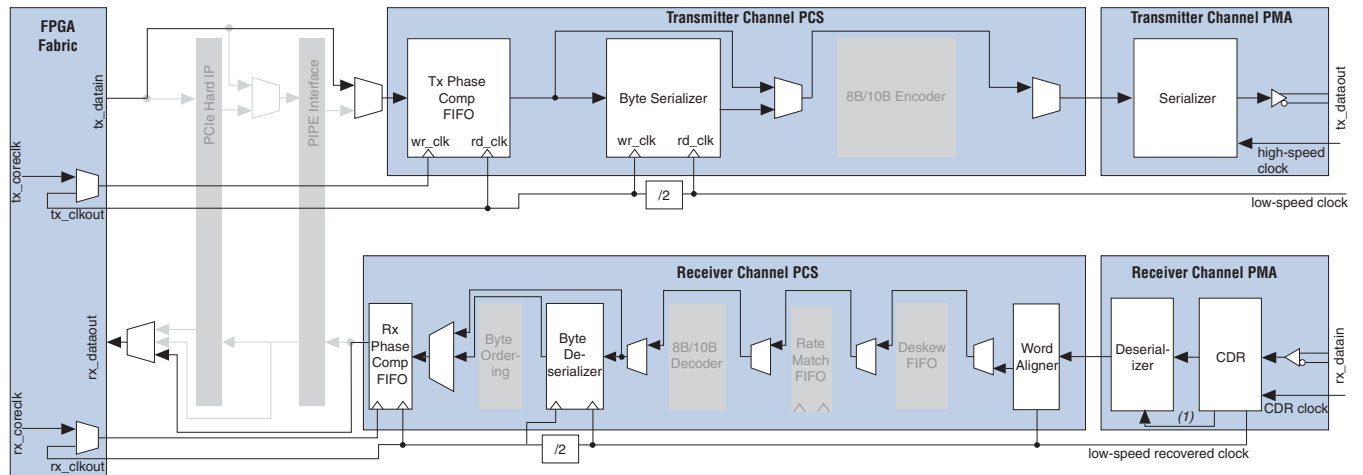 FPGA
Fabric
Transmitter Channel PCS
Transmitter Channel PMA
tx_datain
PCIe Hard IP
PIPE Interface
Tx Phase
Comp
FIFO
wr_clk
rd_clk
Byte Serializer
wr_clk
rd_clk
8B/10B Encoder
Serializer
tx_dataout
high-speed
clock
tx_coreclk
tx_clkout
/2
low-speed clock
Receiver Channel PCS
Receiver Channel PMA
rx_dataout
Rx
Phase
Comp
FIFO
Byte
Order-
ing
Byte
De-
serializer
8B/10B
Decoder
Rate
Match
FIFO
Deskew
FIFO
Word
Aligner
Deserial-
izer
CDR
rx_datain
CDR clock
(1)
rx_coreclk
rx_clkout
/2
low-speed recovered clock